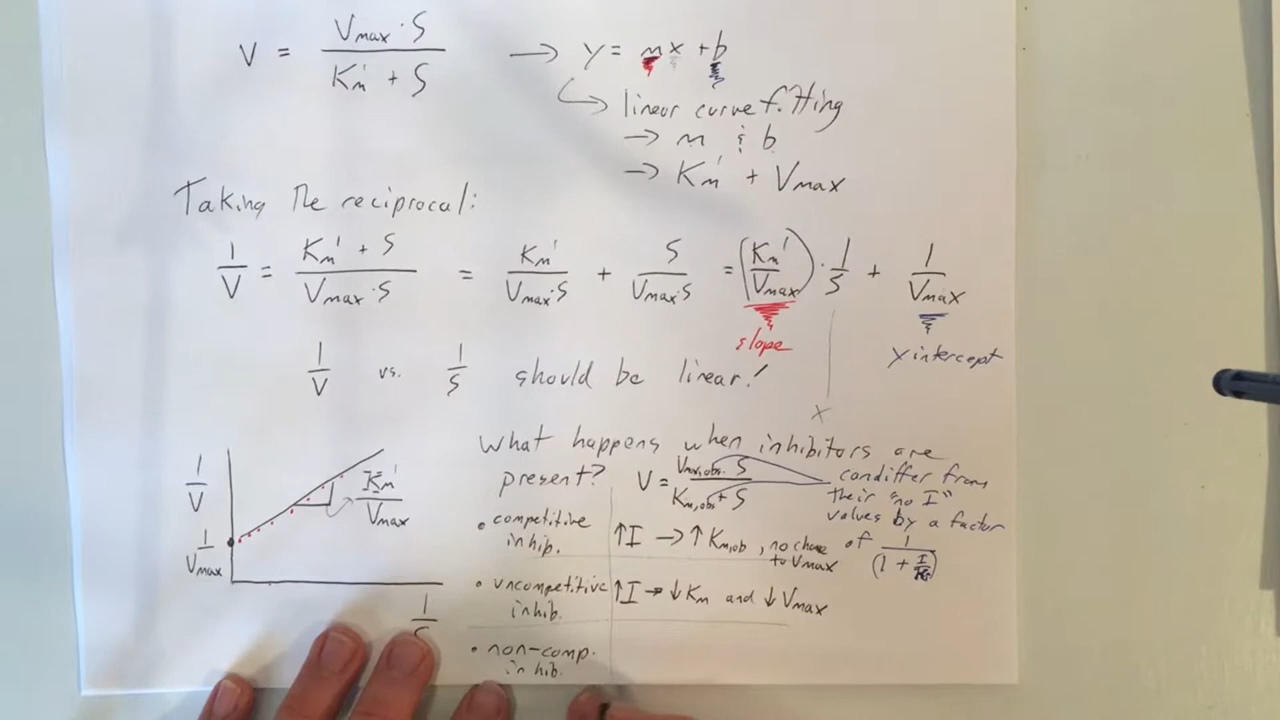 V = Vmax · S / Km' + S → y = mx + b
↳ linear curve fitting
→ m & b
→ Km' + Vmax
Taking the reciprocal:
1/V = Km' + S / Vmax · S = Km' / Vmax · S + S / Vmax · S = (Km' / Vmax) · 1/S + 1/Vmax
slope
y intercept
1/V vs. 1/S should be linear!
x
1/V
Km' / Vmax
1/Vmax
1/S
What happens when inhibitors are
present? V = Vmax,obs · S / Km,obs + S
can differ from
their "no I"
values by a factor
of 1 / (1 + I/KI)
• competitive
inhib.
↑I → ↑ Km,ob, no change
to Vmax
• uncompetitive
inhib.
↑I → ↓ Km and ↓ Vmax
• non-comp.
inhib.